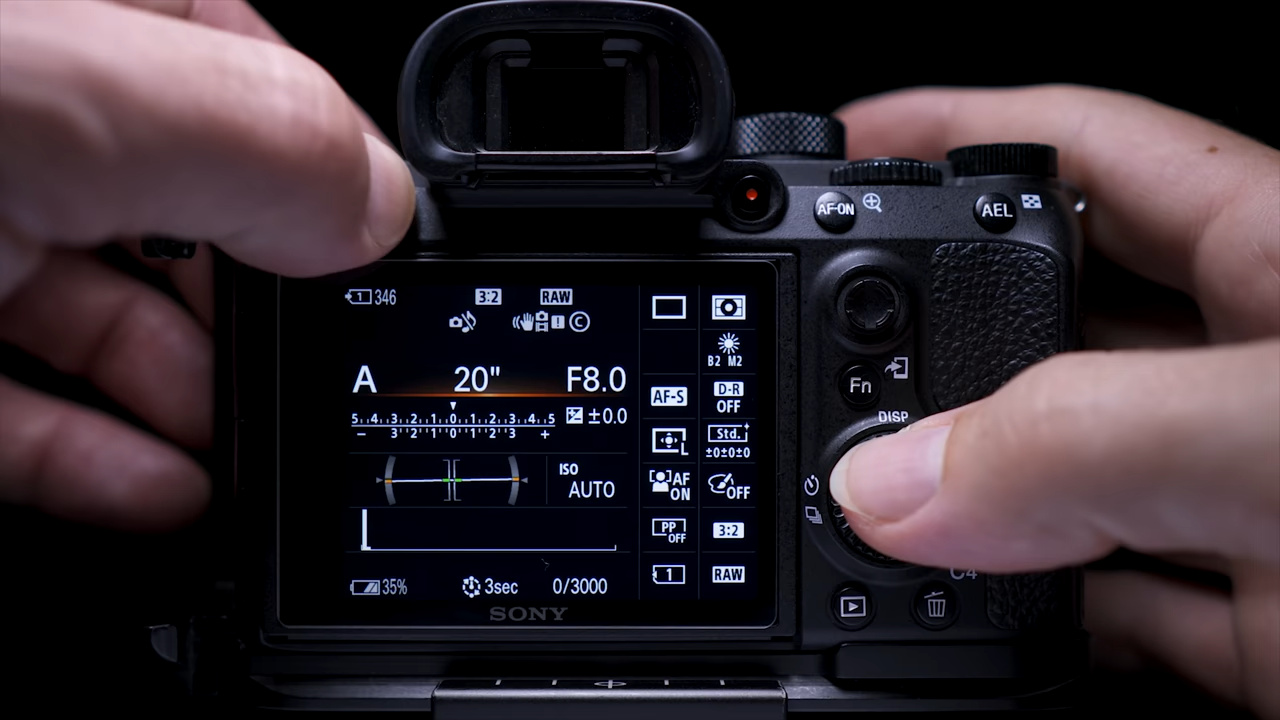 AF-ON
AEL
1 346
3:2
RAW
C
B2 M2
A
20"
F8.0
AF-S
D-R
OFF
5 4 3 2 1 0 1 2 3 4 5
±0.0
− 3 2 1 0 1 2 3 +
L
Std.
±0±0±0
ISO
AUTO
AF
ON
OFF
PP
OFF
3:2
1
RAW
35%
3sec
0/3000
SONY
Fn
DISP
C4